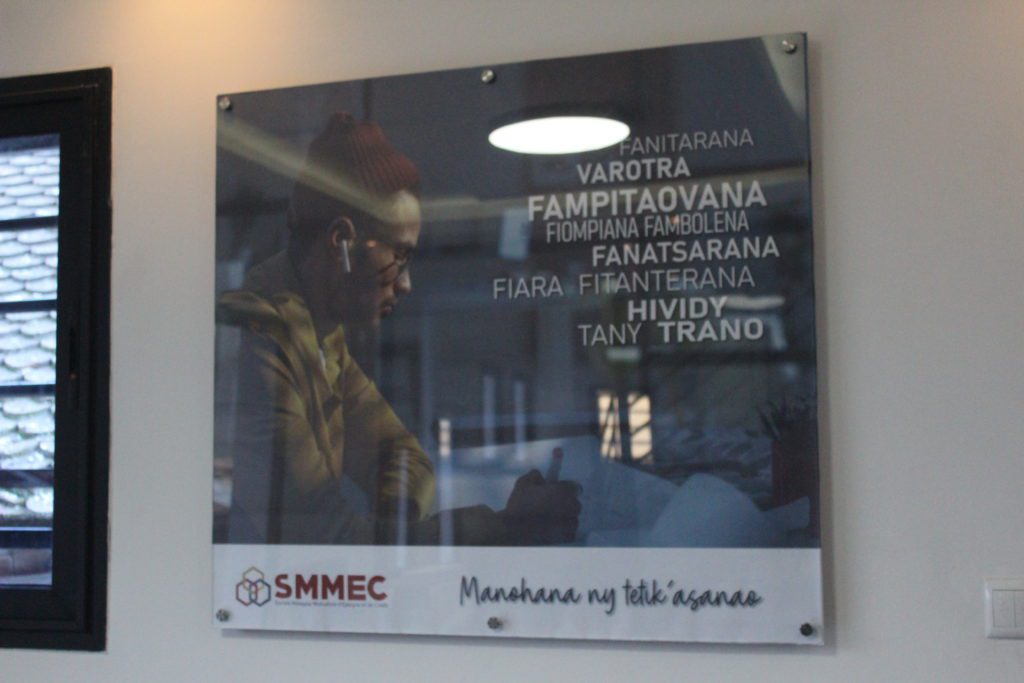 FANITARANA
VAROTRA
FAMPITAOVANA
FIOMPIANA FAMBOLENA
FANATSARANA
FIARA FITANTERANA
HIVIDY
TANY TRANO
SMMEC
Manohana ny tetik'asanao